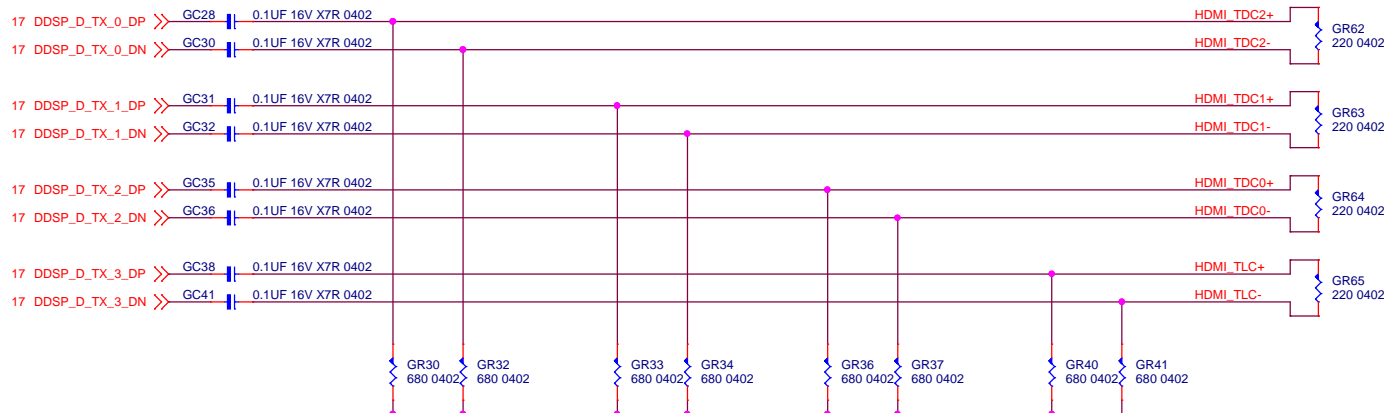 17 DDSP_D_TX_0_DP GC28 0.1UF 16V X7R 0402 HDMI_TDC2+
GR62
220 0402
17 DDSP_D_TX_0_DN GC30 0.1UF 16V X7R 0402 HDMI_TDC2-
17 DDSP_D_TX_1_DP GC31 0.1UF 16V X7R 0402 HDMI_TDC1+
GR63
220 0402
17 DDSP_D_TX_1_DN GC32 0.1UF 16V X7R 0402 HDMI_TDC1-
17 DDSP_D_TX_2_DP GC35 0.1UF 16V X7R 0402 HDMI_TDC0+
GR64
220 0402
17 DDSP_D_TX_2_DN GC36 0.1UF 16V X7R 0402 HDMI_TDC0-
17 DDSP_D_TX_3_DP GC38 0.1UF 16V X7R 0402 HDMI_TLC+
GR65
220 0402
17 DDSP_D_TX_3_DN GC41 0.1UF 16V X7R 0402 HDMI_TLC-
GR30 GR32 GR33 GR34 GR36 GR37 GR40 GR41
680 0402 680 0402 680 0402 680 0402 680 0402 680 0402 680 0402 680 0402